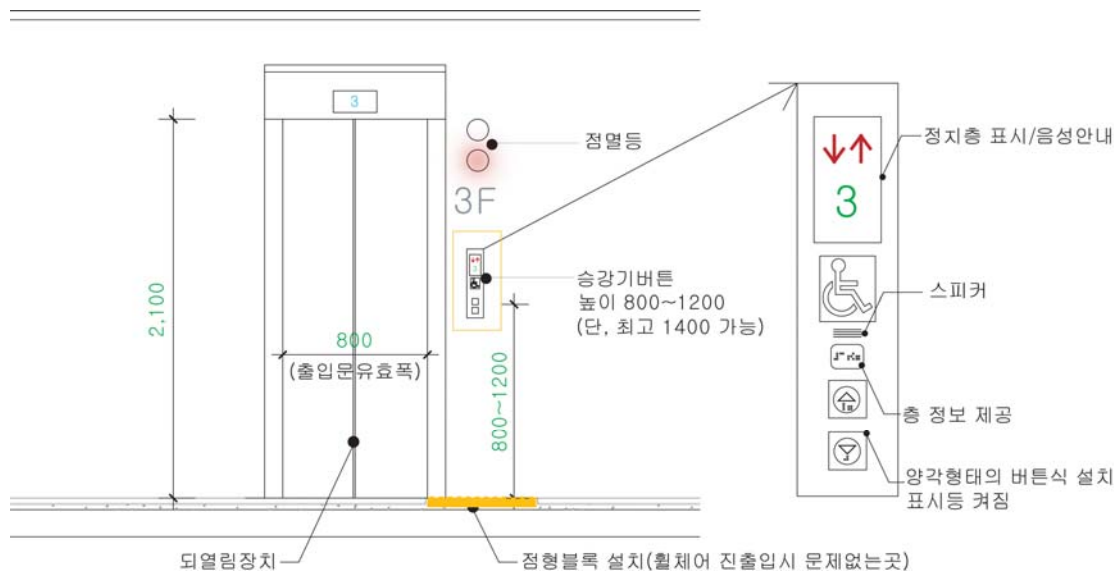 3
점멸등
3F
↓↑
3
승강기버튼
높이 800~1200
(단, 최고 1400 가능)
2,100
800
(출입문유효폭)
800~1200
되열림장치
점형블록 설치(휠체어 진출입시 문제없는곳)
↓↑
3
정치층 표시/음성안내
스피커
층 정보 제공
양각형태의 버튼식 설치
표시등 켜짐